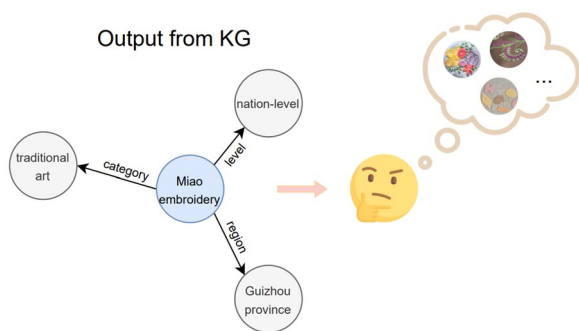 Output from KG
nation-level
traditional
art
category
level
Miao
embroidery
region
Guizhou
province
...